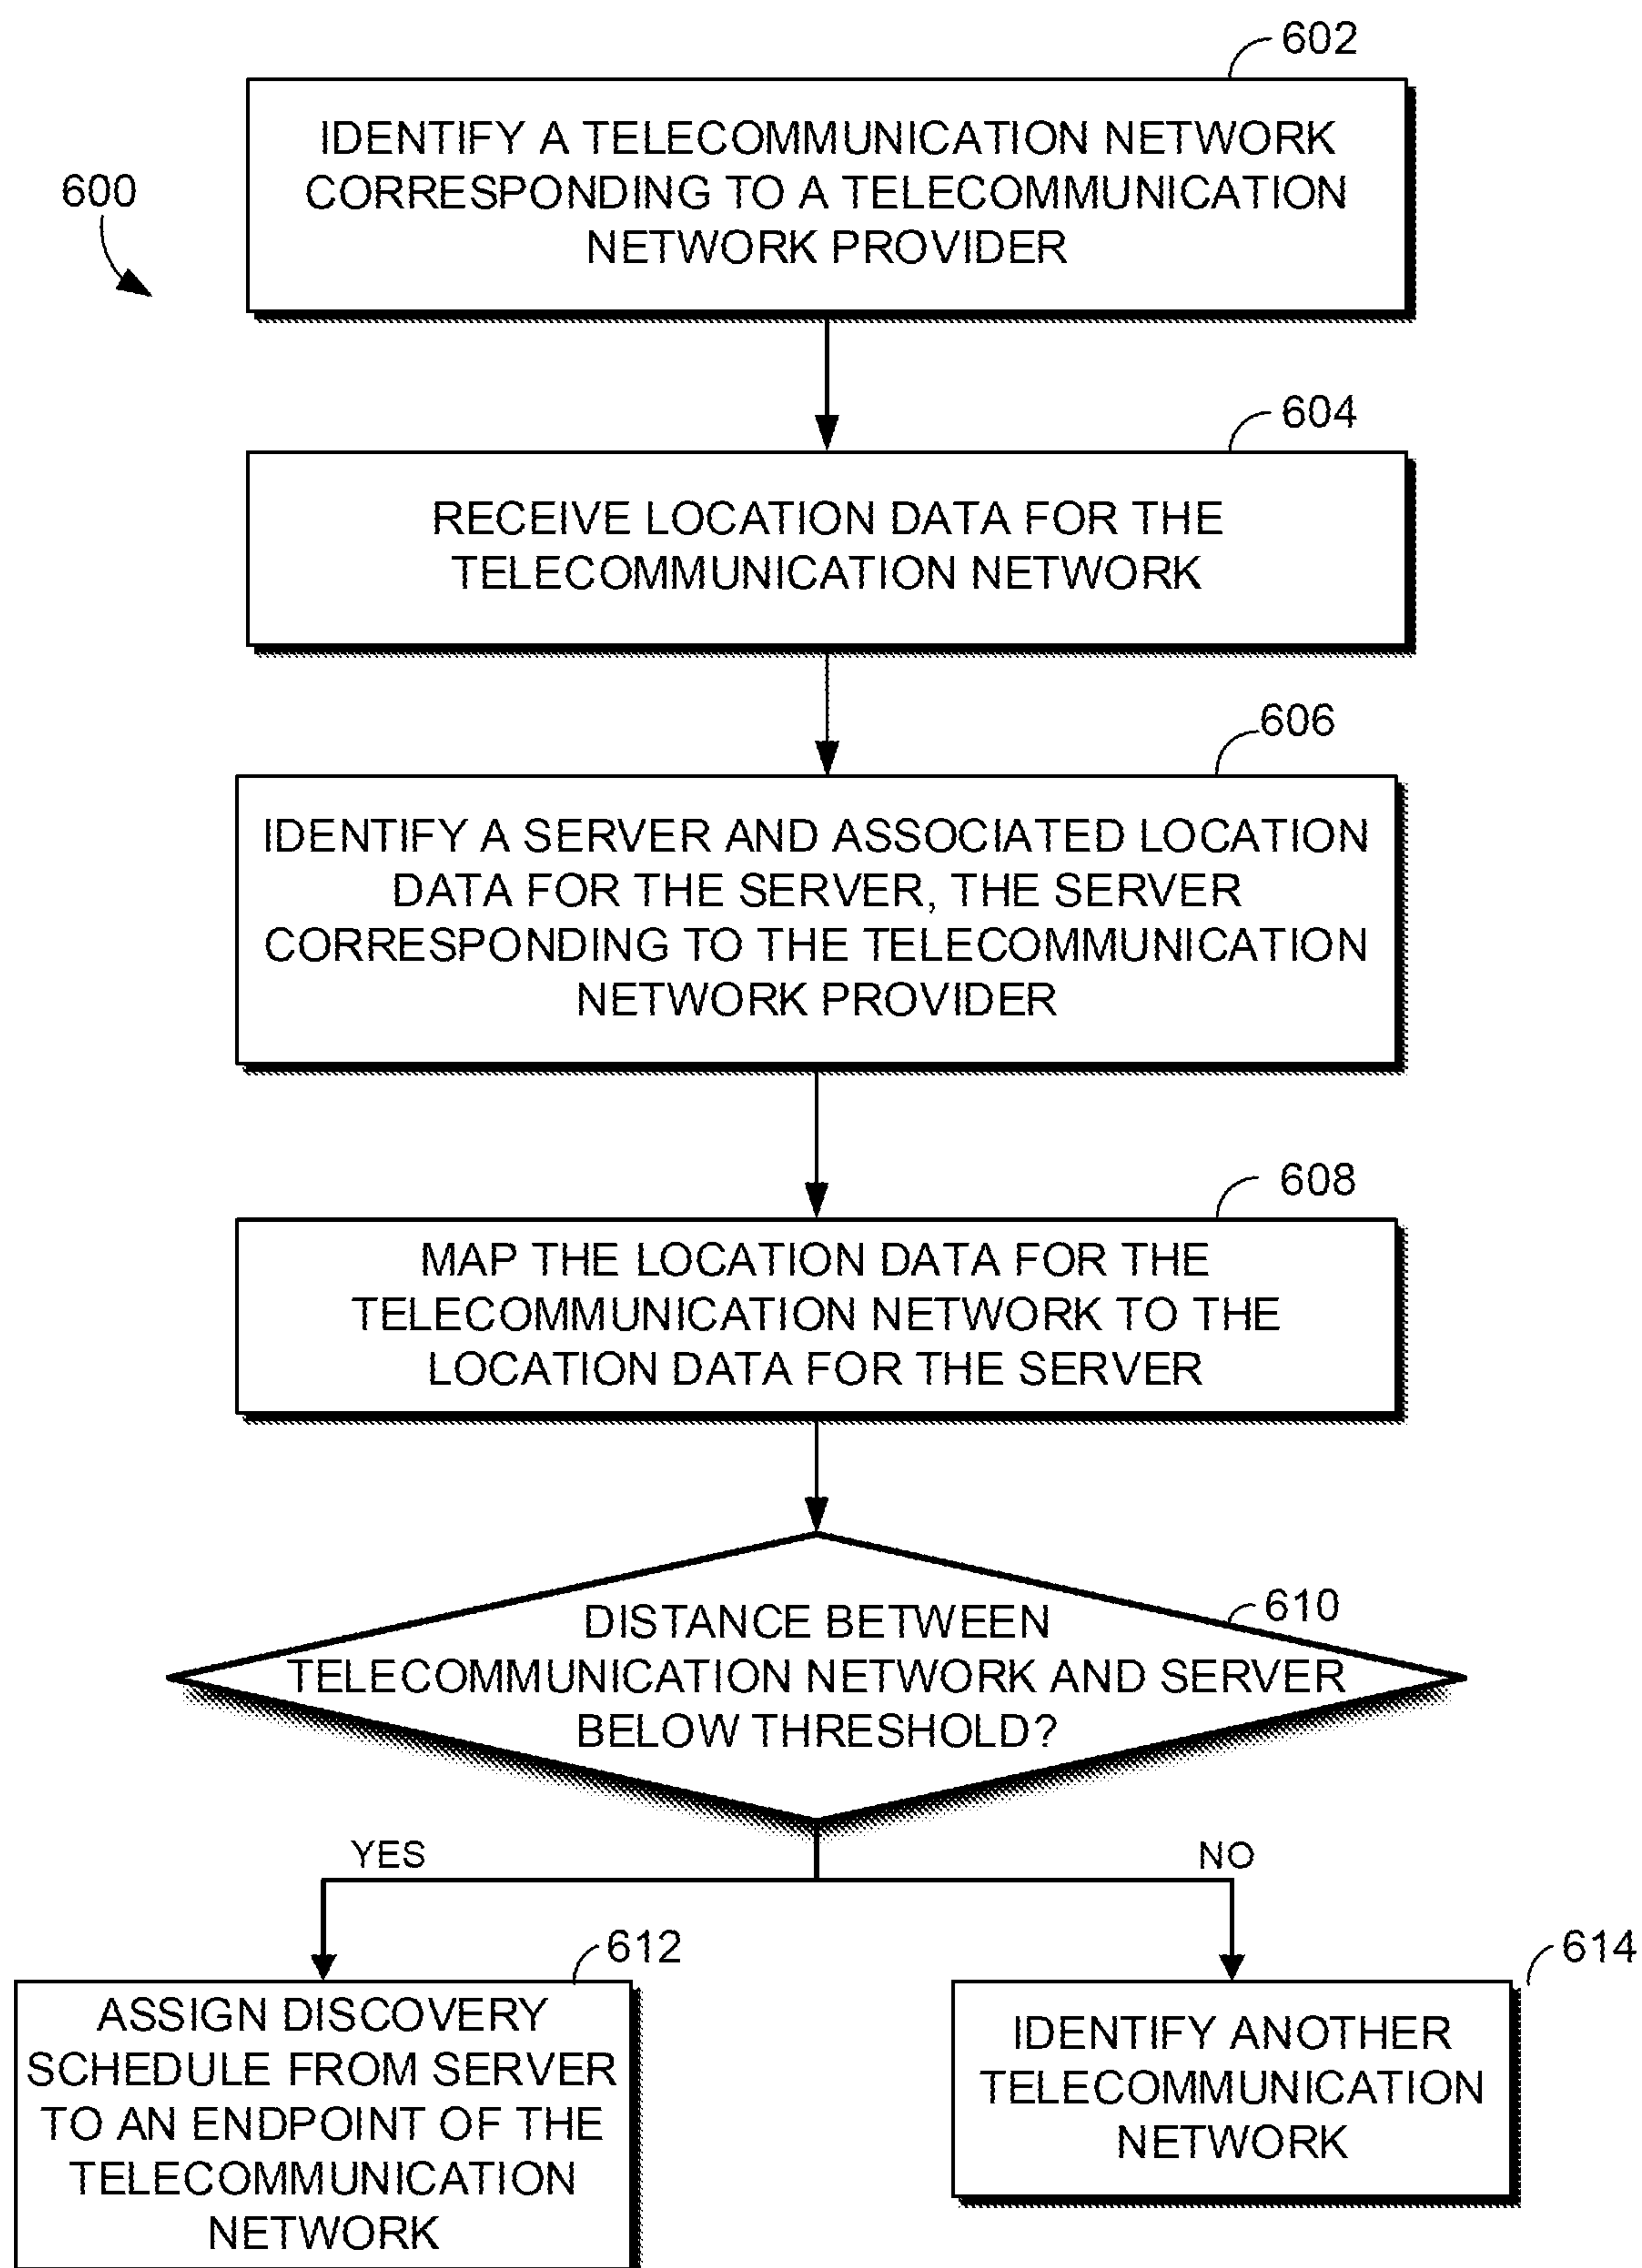 602
IDENTIFY A TELECOMMUNICATION NETWORK
CORRESPONDING TO A TELECOMMUNICATION
NETWORK PROVIDER
600
604
RECEIVE LOCATION DATA FOR THE
TELECOMMUNICATION NETWORK
606
IDENTIFY A SERVER AND ASSOCIATED LOCATION
DATA FOR THE SERVER, THE SERVER
CORRESPONDING TO THE TELECOMMUNICATION
NETWORK PROVIDER
608
MAP THE LOCATION DATA FOR THE
TELECOMMUNICATION NETWORK TO THE
LOCATION DATA FOR THE SERVER
610
DISTANCE BETWEEN
TELECOMMUNICATION NETWORK AND SERVER
BELOW THRESHOLD?
YES
NO
612
ASSIGN DISCOVERY
SCHEDULE FROM SERVER
TO AN ENDPOINT OF THE
TELECOMMUNICATION
NETWORK
614
IDENTIFY ANOTHER
TELECOMMUNICATION
NETWORK